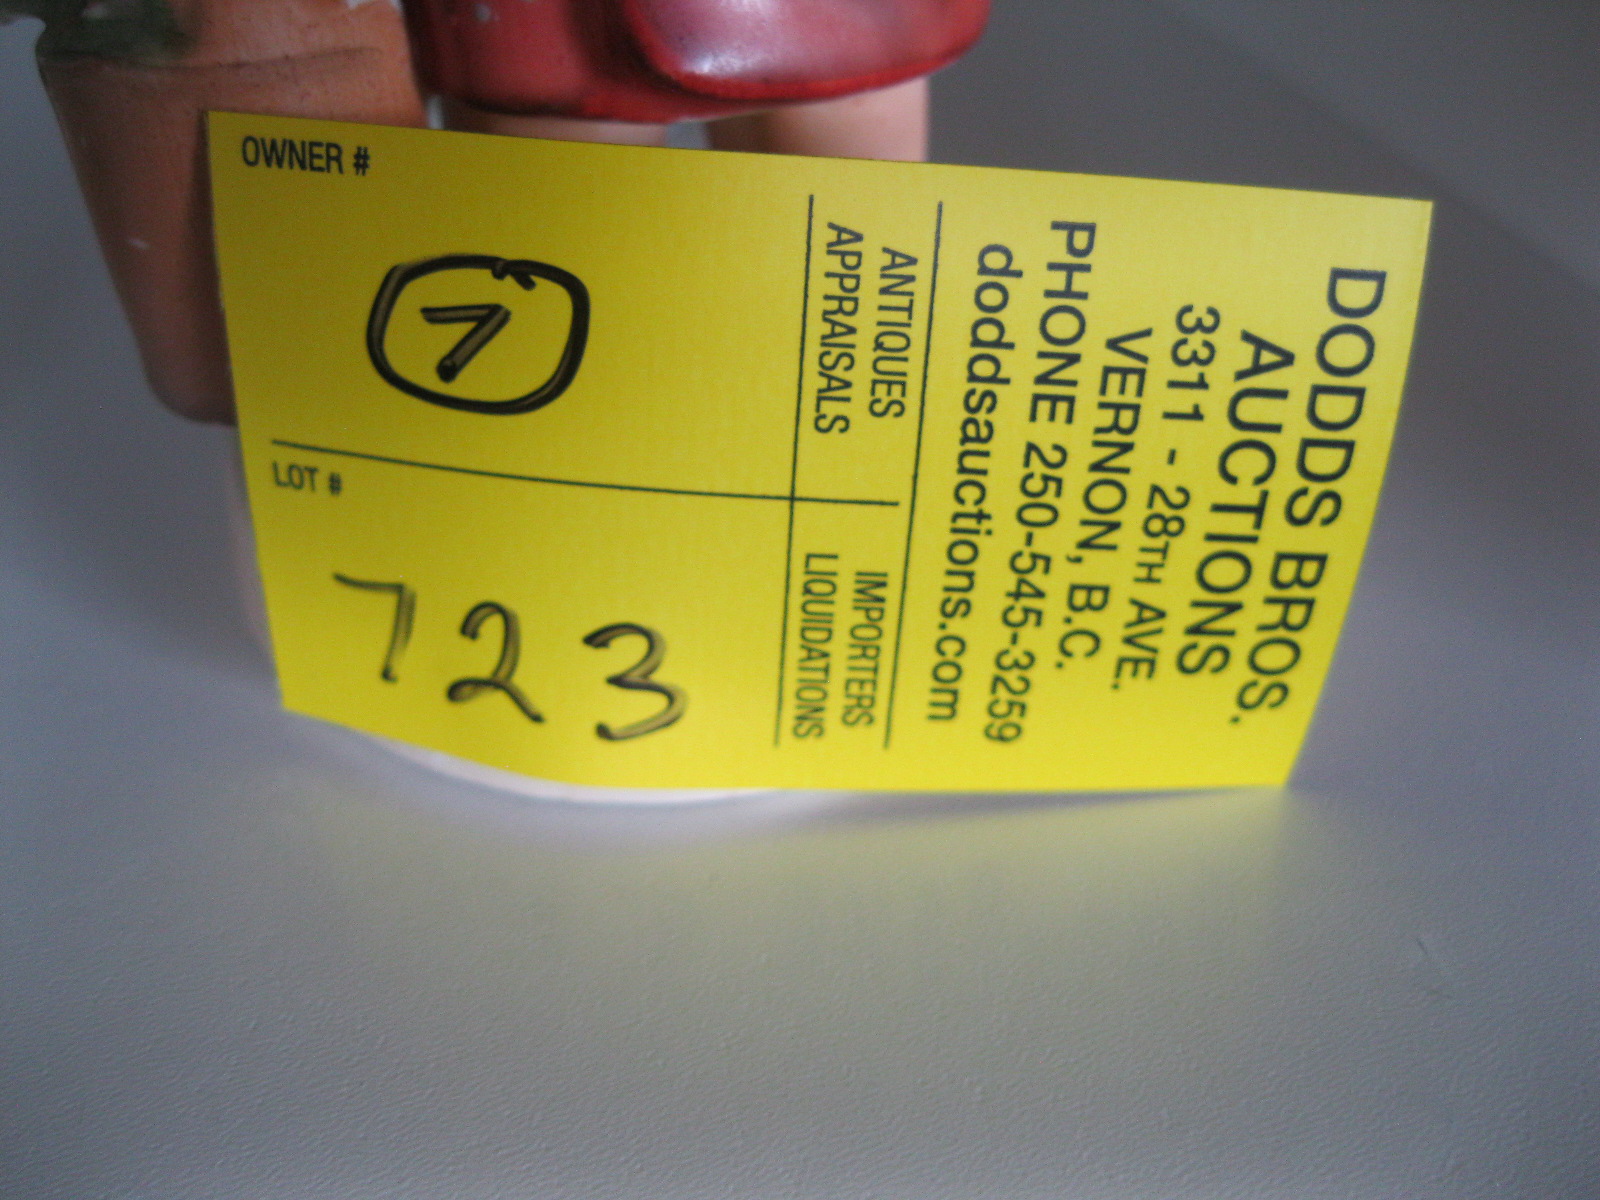 OWNER #
7
LOT #
723
ANTIQUES
APPRAISALS
IMPORTERS
LIQUIDATIONS
DODDS BROS.
AUCTIONS
3311 - 28TH AVE.
VERNON, B.C.
PHONE 250-545-3259
doddsauctions.com